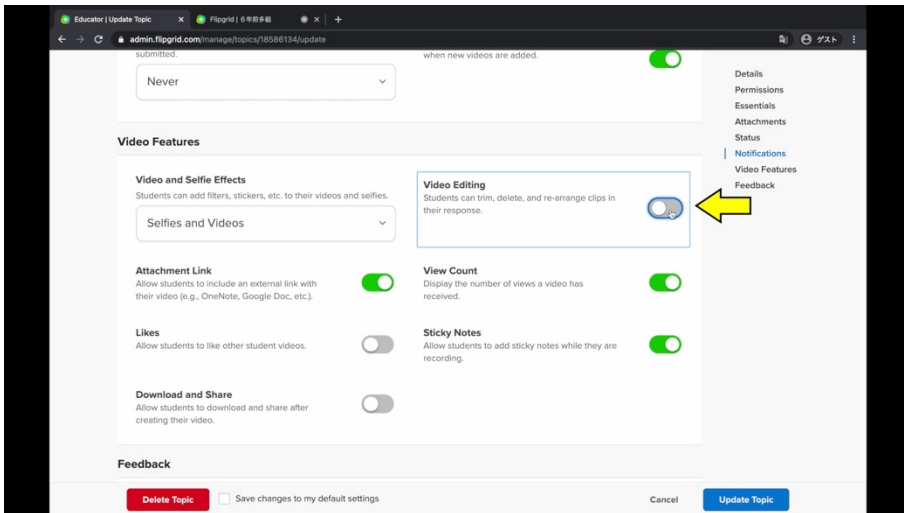 Educator | Update Topic
Flipgrid | 6年前多範
admin.flipgrid.com/manage/topics/18586134/update
ゲスト
submitted.
when new videos are added.
Never
Details
Permissions
Essentials
Attachments
Status
Notifications
Video Features
Feedback
Video Features
Video and Selfie Effects
Students can add filters, stickers, etc. to their videos and selfies.
Selfies and Videos
Video Editing
Students can trim, delete, and re-arrange clips in
their response.
Attachment Link
Allow students to include an external link with
their video (e.g., OneNote, Google Doc, etc.).
View Count
Display the number of views a video has
received.
Likes
Allow students to like other student videos.
Sticky Notes
Allow students to add sticky notes while they are
recording.
Download and Share
Allow students to download and share after
creating their video.
Feedback
Delete Topic
Save changes to my default settings
Cancel
Update Topic